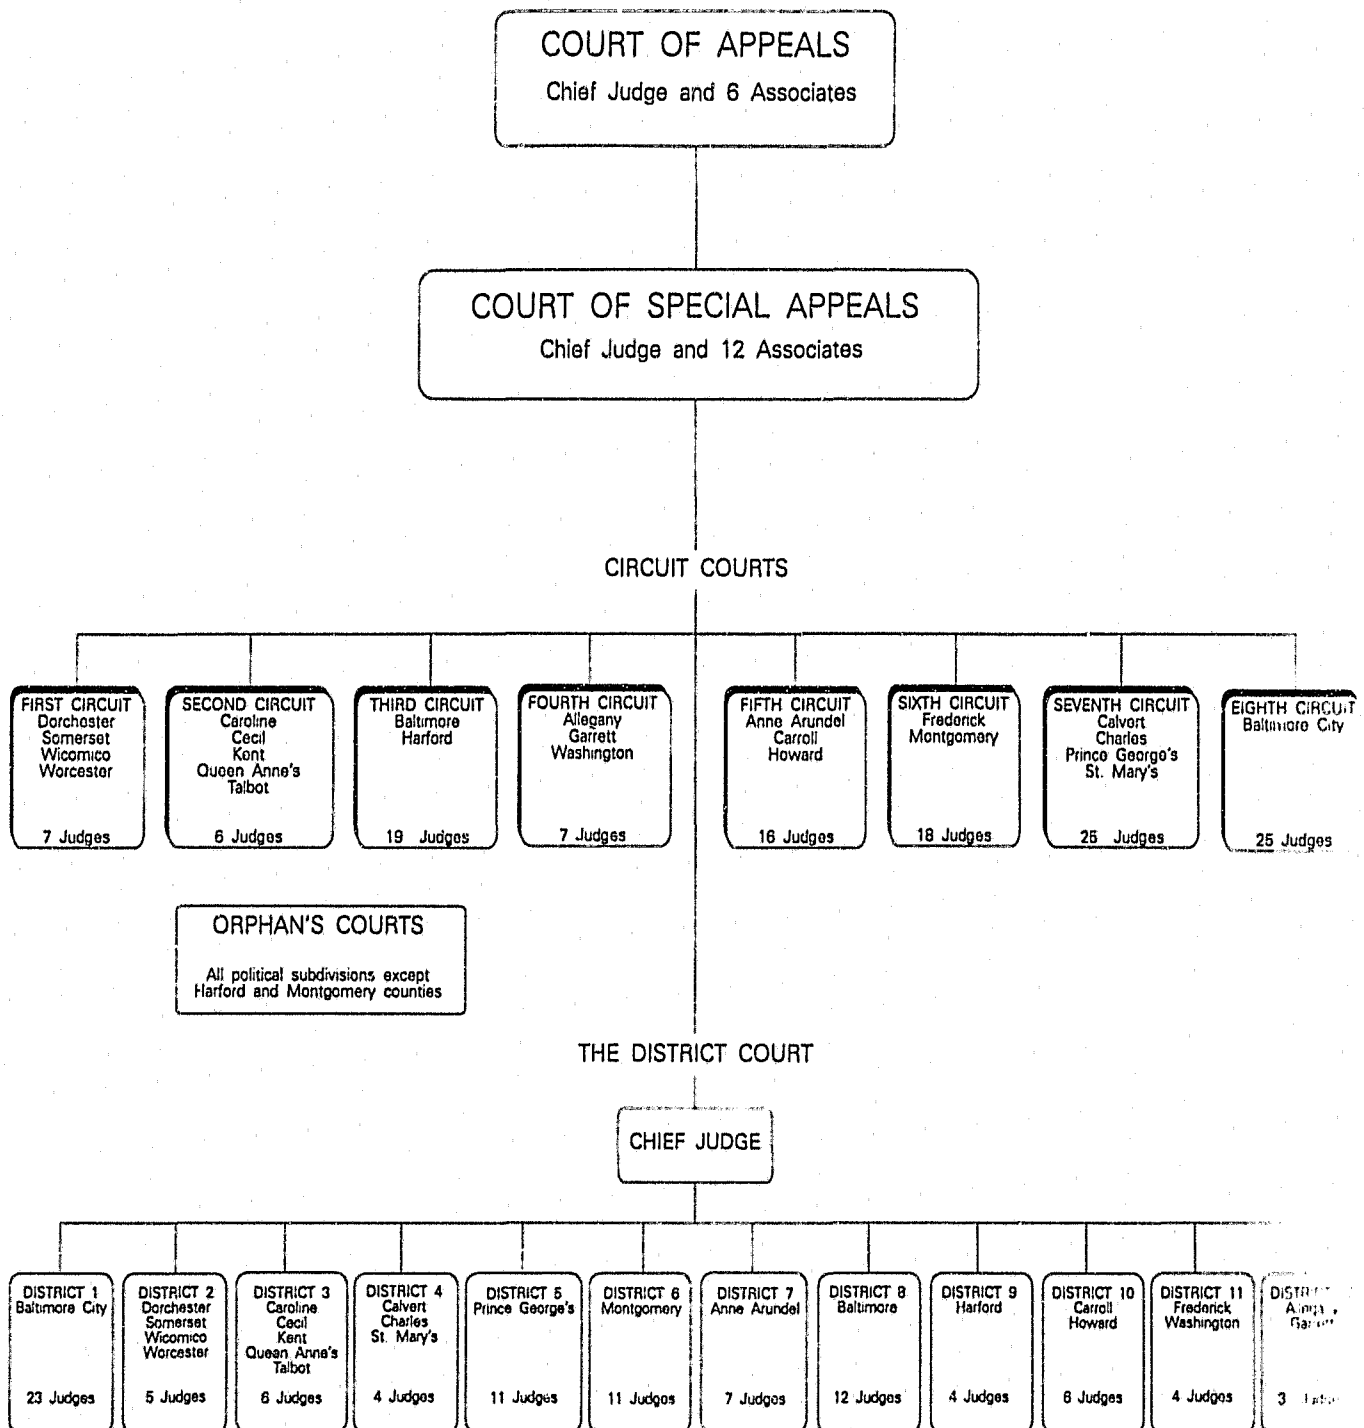 COURT OF APPEALS
Chief Judge and 6 Associates
COURT OF SPECIAL APPEALS
Chief Judge and 12 Associates
CIRCUIT COURTS
FIRST CIRCUIT
Dorchester
Somerset
Wicomico
Worcester
7 Judges
SECOND CIRCUIT
Caroline
Cecil
Kent
Queen Anne's
Talbot
6 Judges
THIRD CIRCUIT
Baltimore
Harford
19 Judges
FOURTH CIRCUIT
Allegany
Garrett
Washington
7 Judges
FIFTH CIRCUIT
Anne Arundel
Carroll
Howard
16 Judges
SIXTH CIRCUIT
Frederick
Montgomery
18 Judges
SEVENTH CIRCUIT
Calvert
Charles
Prince George's
St. Mary's
Judges
EIGHTH CIRCUIT
Baltimore City
25 Judges
ORPHAN'S COURTS
All political subdivisions except
Harford and Montgomery counties
THE DISTRICT COURT
CHIEF JUDGE
DISTRICT 1
Baltimore City
23 Judges
DISTRICT 2
Dorchester
Somerset
Wicomico
Worcester
5 Judges
DISTRICT 3
Caroline
Cecil
Kent
Queen Anne's
Talbot
6 Judges
DISTRICT 4
Calvert
Charles
St. Mary's
4 Judges
DISTRICT 5
Prince George's
11 Judges
DISTRICT 6
Montgomery
11 Judges
DISTRICT 7
Anne Arundel
7 Judges
DISTRICT 8
Baltimore
12 Judges
DISTRICT 9
Harford
4 Judges
DISTRICT 10
Carroll
Howard
6 Judges
DISTRICT 11
Frederick
Washington
4 Judges
3